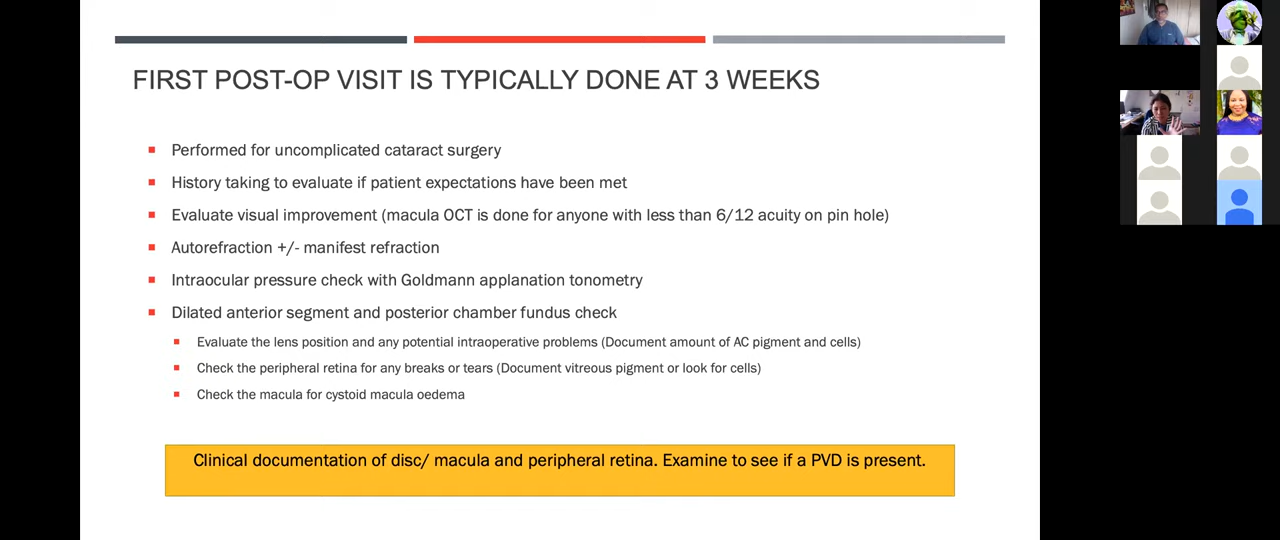 FIRST POST-OP VISIT IS TYPICALLY DONE AT 3 WEEKS
Performed for uncomplicated cataract surgery
History taking to evaluate if patient expectations have been met
Evaluate visual improvement (macula OCT is done for anyone with less than 6/12 acuity on pin hole)
Autorefraction +/- manifest refraction
Intraocular pressure check with Goldmann applanation tonometry
Dilated anterior segment and posterior chamber fundus check
Evaluate the lens position and any potential intraoperative problems (Document amount of AC pigment and cells)
Check the peripheral retina for any breaks or tears (Document vitreous pigment or look for cells)
Check the macula for cystoid macula oedema
Clinical documentation of disc/ macula and peripheral retina. Examine to see if a PVD is present.